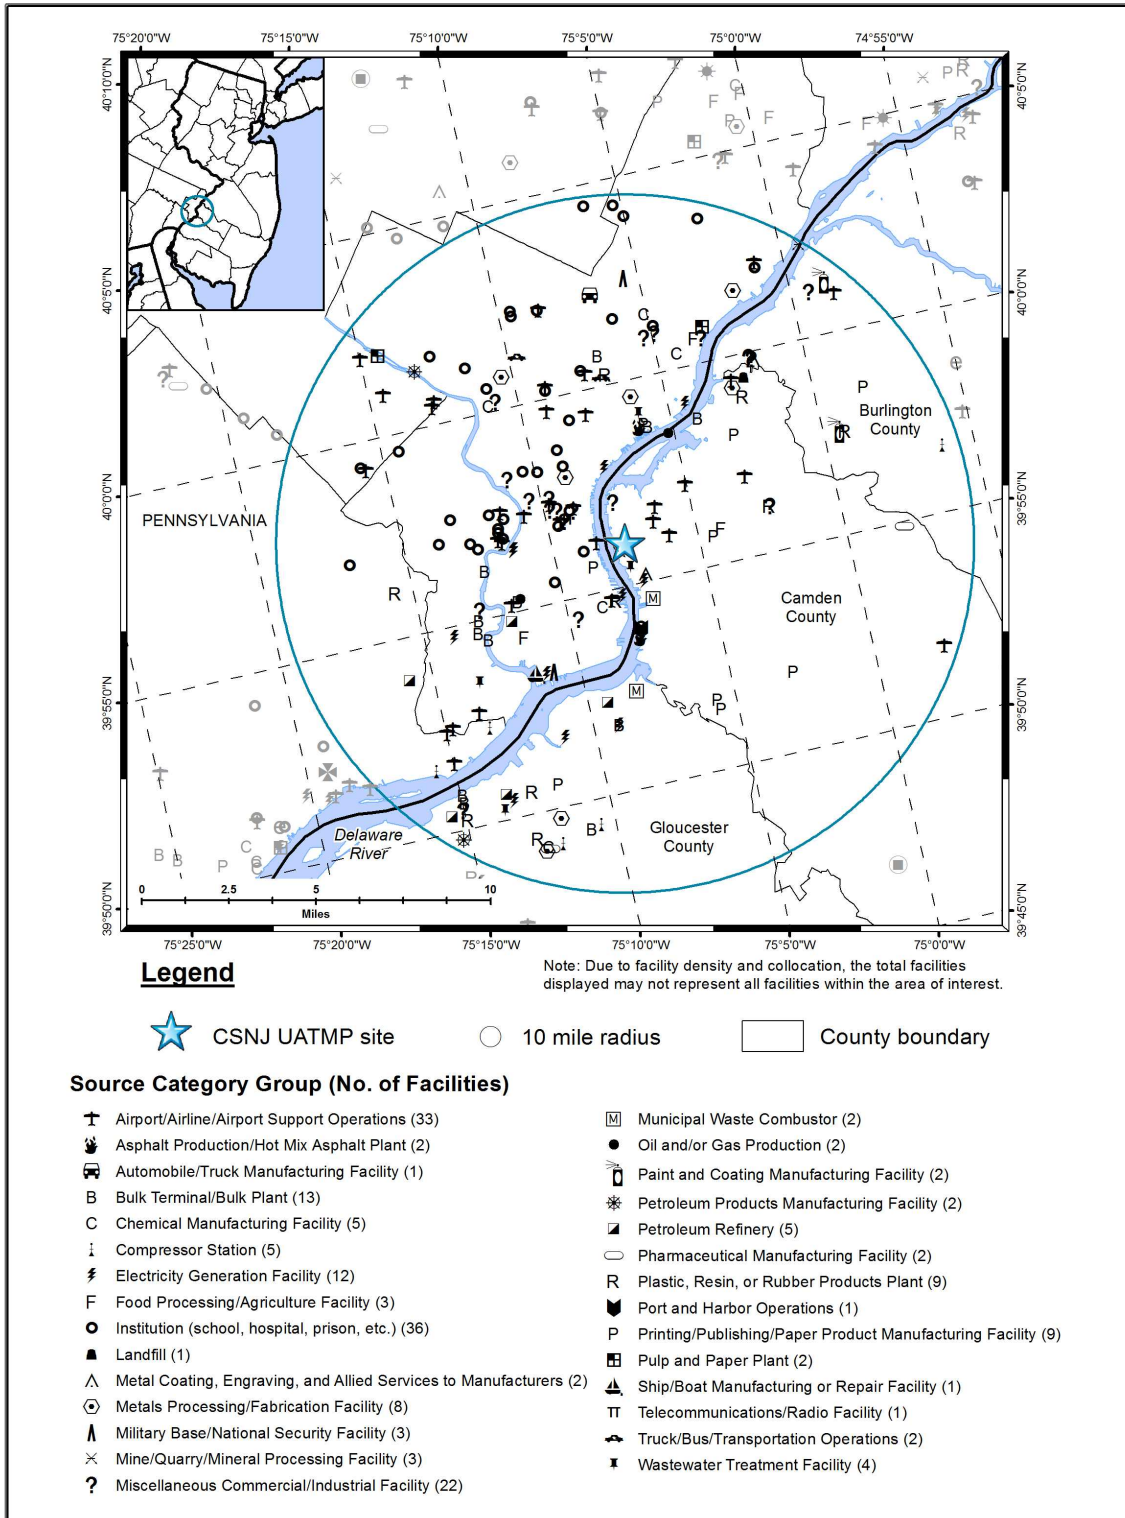 75°20'0"W 75°15'0"W 75°10'0"W 75°5'0"W 75°0'0"W 74°55'0"W
40°10'0"N
40°5'0"N
40°5'0"N
40°0'0"N
Burlington
County
40°0'0"N
39°55'0"N
PENNSYLVANIA
Camden
County
39°55'0"N
39°50'0"N
Delaware
River
Gloucester
County
0 2.5 5 10
Miles
39°50'0"N
39°45'0"N
75°25'0"W 75°20'0"W 75°15'0"W 75°10'0"W 75°5'0"W 75°0'0"W
Legend
Note: Due to facility density and collocation, the total facilities
displayed may not represent all facilities within the area of interest.
CSNJ UATMP site 10 mile radius County boundary
Source Category Group (No. of Facilities)
Airport/Airline/Airport Support Operations (33)
Asphalt Production/Hot Mix Asphalt Plant (2)
Automobile/Truck Manufacturing Facility (1)
B Bulk Terminal/Bulk Plant (13)
C Chemical Manufacturing Facility (5)
Compressor Station (5)
Electricity Generation Facility (12)
F Food Processing/Agriculture Facility (3)
Institution (school, hospital, prison, etc.) (36)
Landfill (1)
Metal Coating, Engraving, and Allied Services to Manufacturers (2)
Metals Processing/Fabrication Facility (8)
Military Base/National Security Facility (3)
Mine/Quarry/Mineral Processing Facility (3)
? Miscellaneous Commercial/Industrial Facility (22)
M Municipal Waste Combustor (2)
Oil and/or Gas Production (2)
Paint and Coating Manufacturing Facility (2)
Petroleum Products Manufacturing Facility (2)
Petroleum Refinery (5)
Pharmaceutical Manufacturing Facility (2)
R Plastic, Resin, or Rubber Products Plant (9)
Port and Harbor Operations (1)
P Printing/Publishing/Paper Product Manufacturing Facility (9)
Pulp and Paper Plant (2)
Ship/Boat Manufacturing or Repair Facility (1)
Telecommunications/Radio Facility (1)
Truck/Bus/Transportation Operations (2)
Wastewater Treatment Facility (4)